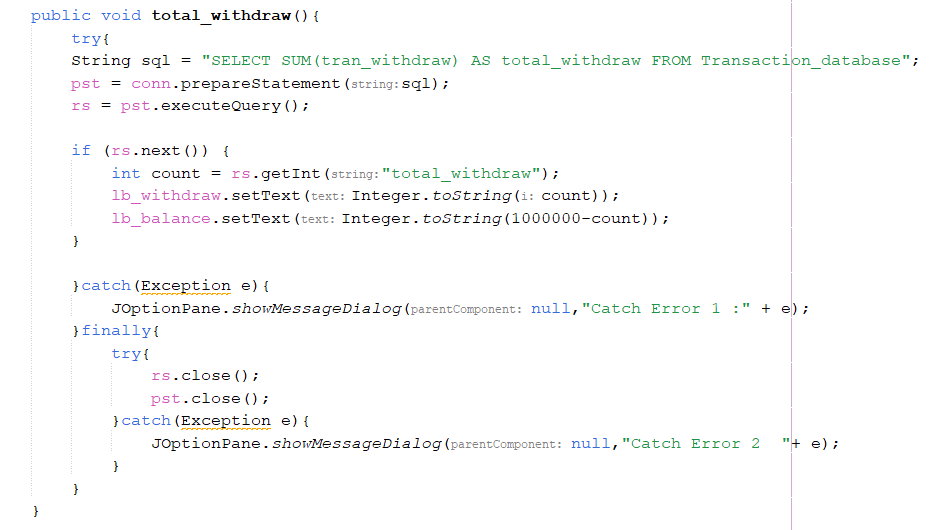 public void total_withdraw(){
try{
String sql = "SELECT SUM(tran_withdraw) AS total_withdraw FROM Transaction_database";
pst = conn.prepareStatement(string:sql);
rs = pst.executeQuery();
if (rs.next()) {
int count = rs.getInt(string:"total_withdraw");
lb_withdraw.setText(text: Integer.toString(i: count));
lb_balance.setText(text: Integer.toString(1000000-count));
}
}catch(Exception e){
JOptionPane.showMessageDialog(parentComponent: null,"Catch Error 1 :" + e);
}finally{
try{
rs.close();
pst.close();
}catch(Exception e){
JOptionPane.showMessageDialog(parentComponent: null,"Catch Error 2  "+ e);
}
}
}